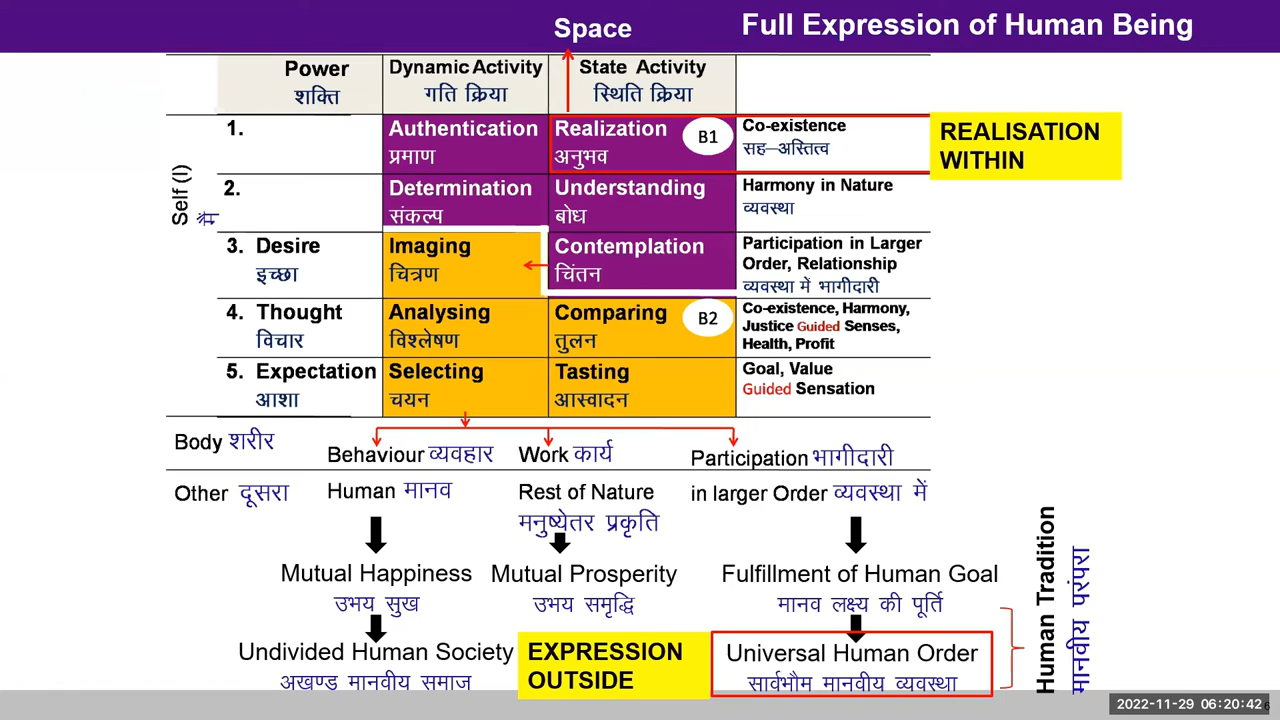 Space
Full Expression of Human Being
Power
Dynamic Activity
State Activity
शक्ति
गति क्रिया
स्थिति क्रिया
1.
Authentication
Realization
B1
Co-existence
प्रमाण
अनुभव
सह–अस्तित्व
REALISATION
WITHIN
Self (I)
मैं
2.
Determination
Understanding
Harmony in Nature
संकल्प
बोध
व्यवस्था
3. Desire
Imaging
Contemplation
Participation in Larger
Order, Relationship
इच्छा
चित्रण
चिंतन
व्यवस्था में भागीदारी
4. Thought
Analysing
Comparing
B2
Co-existence, Harmony,
Justice Guided Senses,
Health, Profit
विचार
विश्लेषण
तुलन
5. Expectation
Selecting
Tasting
Goal, Value
Guided Sensation
आशा
चयन
आस्वादन
Body शरीर
Behaviour व्यवहार
Work कार्य
Participation भागीदारी
Other दूसरा
Human मानव
Rest of Nature
in larger Order व्यवस्था में
मनुष्येतर प्रकृति
Mutual Happiness
Mutual Prosperity
Fulfillment of Human Goal
उभय सुख
उभय समृद्धि
मानव लक्ष्य की पूर्ति
Undivided Human Society
EXPRESSION
OUTSIDE
Universal Human Order
अखण्ड मानवीय समाज
सार्वभौम मानवीय व्यवस्था
Human Tradition
मानवीय परंपरा
2022-11-29 06:20:42
6